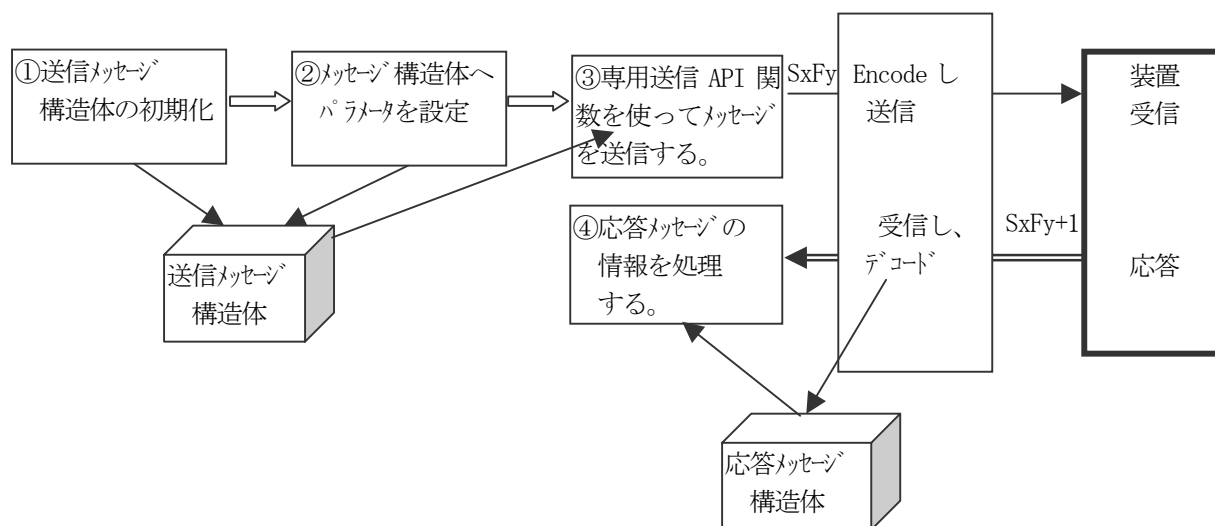 ①送信ﾒｯｾｰｼﾞ
構造体の初期化
②ﾒｯｾｰｼﾞ構造体へ
ﾊﾟﾗﾒｰﾀを設定
③専用送信 API 関
数を使ってﾒｯｾｰｼﾞ
を送信する。
SxFy
Encode し
送信
装置
受信
送信ﾒｯｾｰｼﾞ
構造体
④応答ﾒｯｾｰｼﾞの
情報を処理
する。
受信し、
ﾃﾞｺｰﾄﾞ
SxFy+1
応答
応答ﾒｯｾｰｼﾞ
構造体